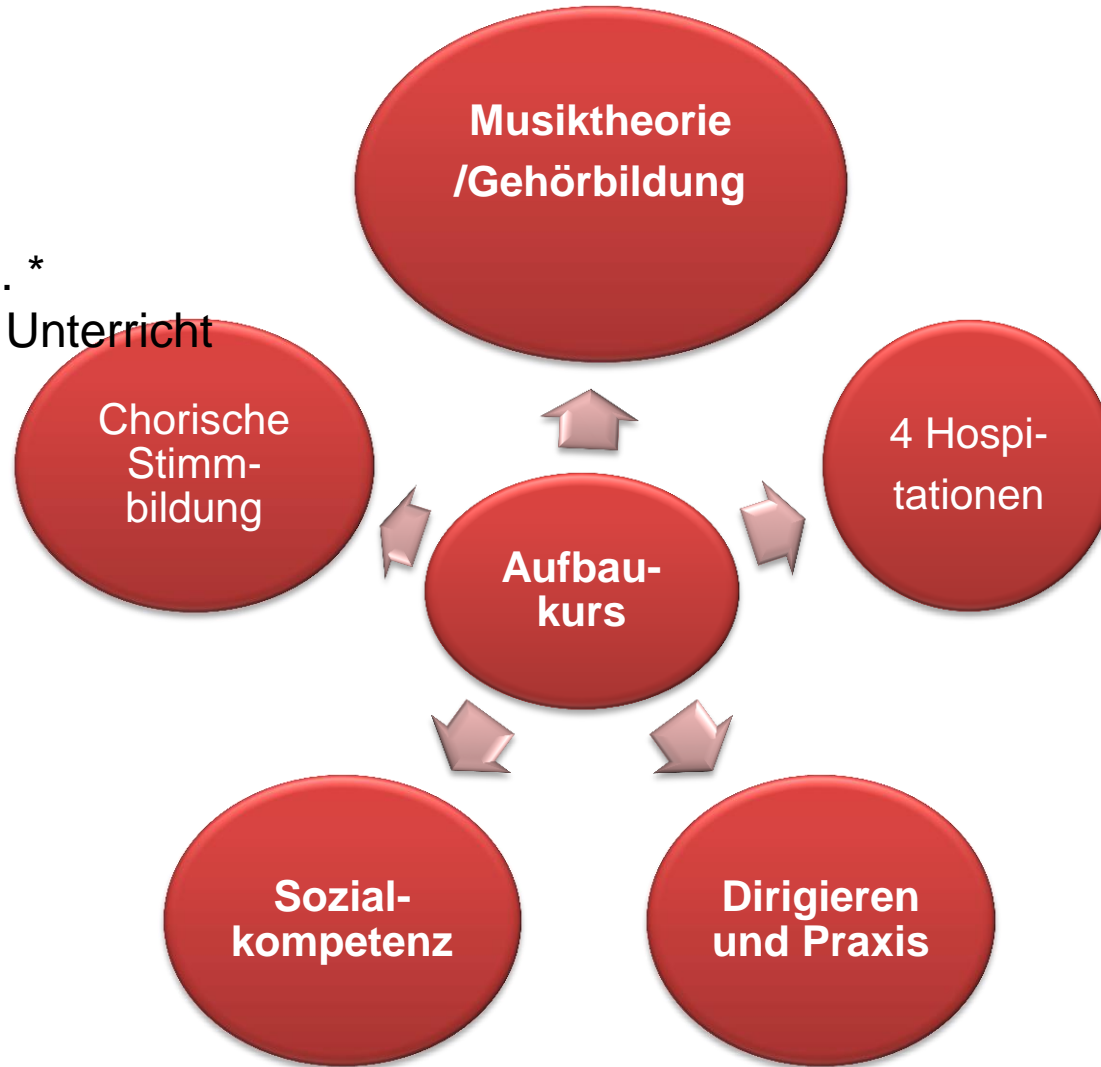 Musiktheorie
/Gehörbildung
. *
Unterricht
Chorische
Stimm-
bildung
4 Hospi-
tationen
Aufbau-
kurs
Sozial-
kompetenz
Dirigieren
und Praxis